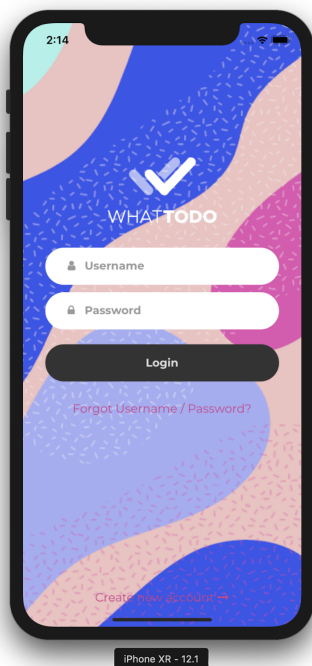 2:14
WHATTODO
Username
Password
Login
Forgot Username / Password?
Create new account →
iPhone XR - 12.1